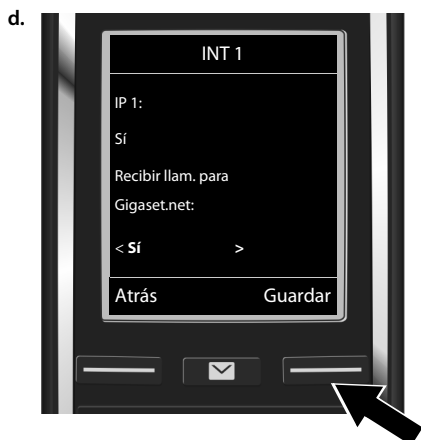 d.
INT 1
IP 1:
Sí
Recibir llam. para
Gigaset.net:
< Sí >
Atrás Guardar